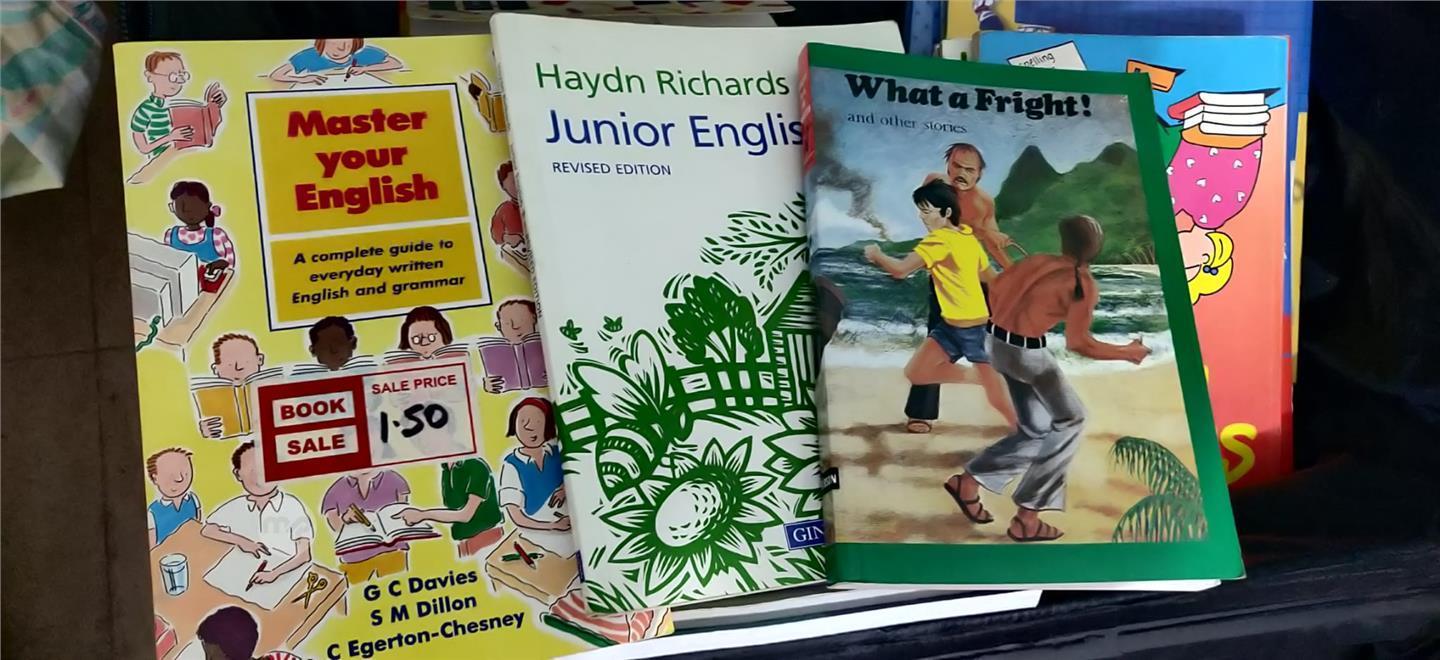 Master
your
English
A complete guide to
everyday written
English and grammar
BOOK
SALE
SALE PRICE
1.50
G C Davies
S M Dillon
C Egerton-Chesney
Haydn Richards
Junior Englis
REVISED EDITION
GIN
What a Fright!
and other stories